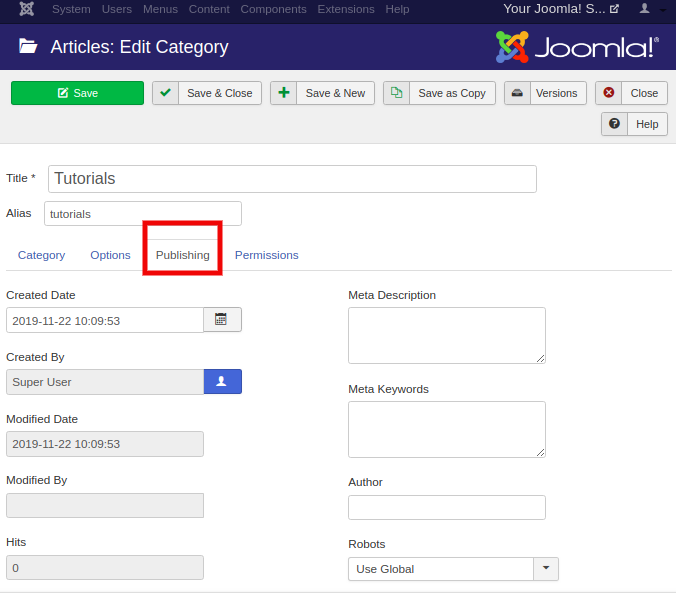 System Users Menus Content Components Extensions Help Your Joomla! S...
Articles: Edit Category Joomla!®
Save Save & Close Save & New Save as Copy Versions Close
Help
Title * Tutorials
Alias tutorials
Category Options Publishing Permissions
Created Date
2019-11-22 10:09:53
Created By
Super User
Modified Date
2019-11-22 10:09:53
Modified By
Hits
0
Meta Description
Meta Keywords
Author
Robots
Use Global